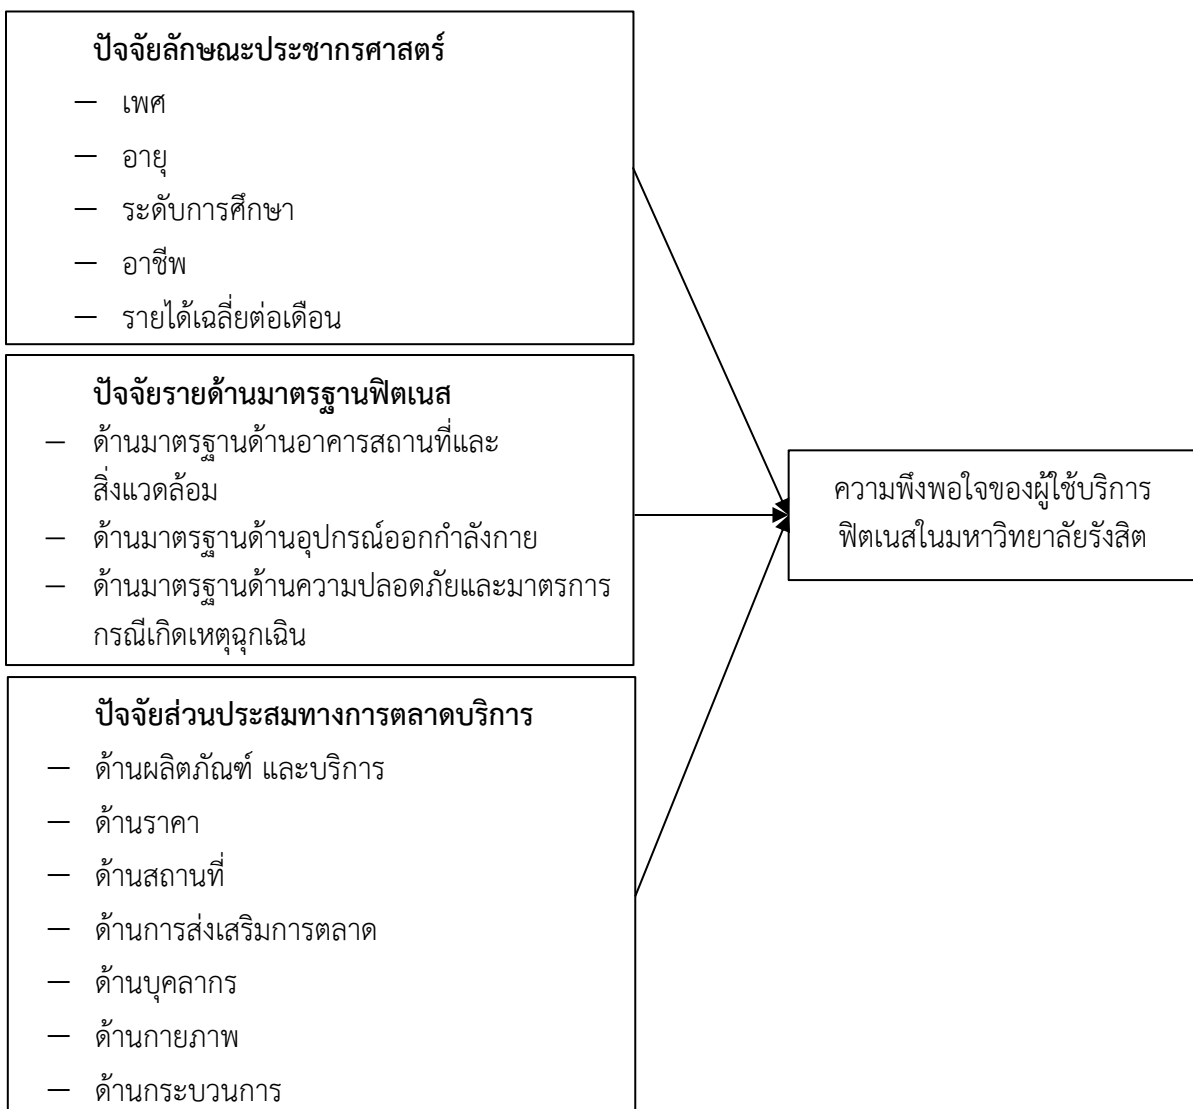 ปัจจัยลักษณะประชากรศาสตร์
— เพศ
— อายุ
— ระดับการศึกษา
— อาชีพ
— รายได้เฉลี่ยต่อเดือน
ปัจจัยรายด้านมาตรฐานฟิตเนส
— ด้านมาตรฐานด้านอาคารสถานที่และ
สิ่งแวดล้อม
— ด้านมาตรฐานด้านอุปกรณ์ออกกำลังกาย
— ด้านมาตรฐานด้านความปลอดภัยและมาตรการ
กรณีเกิดเหตุฉุกเฉิน
ปัจจัยส่วนประสมทางการตลาดบริการ
— ด้านผลิตภัณฑ์ และบริการ
— ด้านราคา
— ด้านสถานที่
— ด้านการส่งเสริมการตลาด
— ด้านบุคลากร
— ด้านกายภาพ
— ด้านกระบวนการ
ความพึงพอใจของผู้ใช้บริการ
ฟิตเนสในมหาวิทยาลัยรังสิต